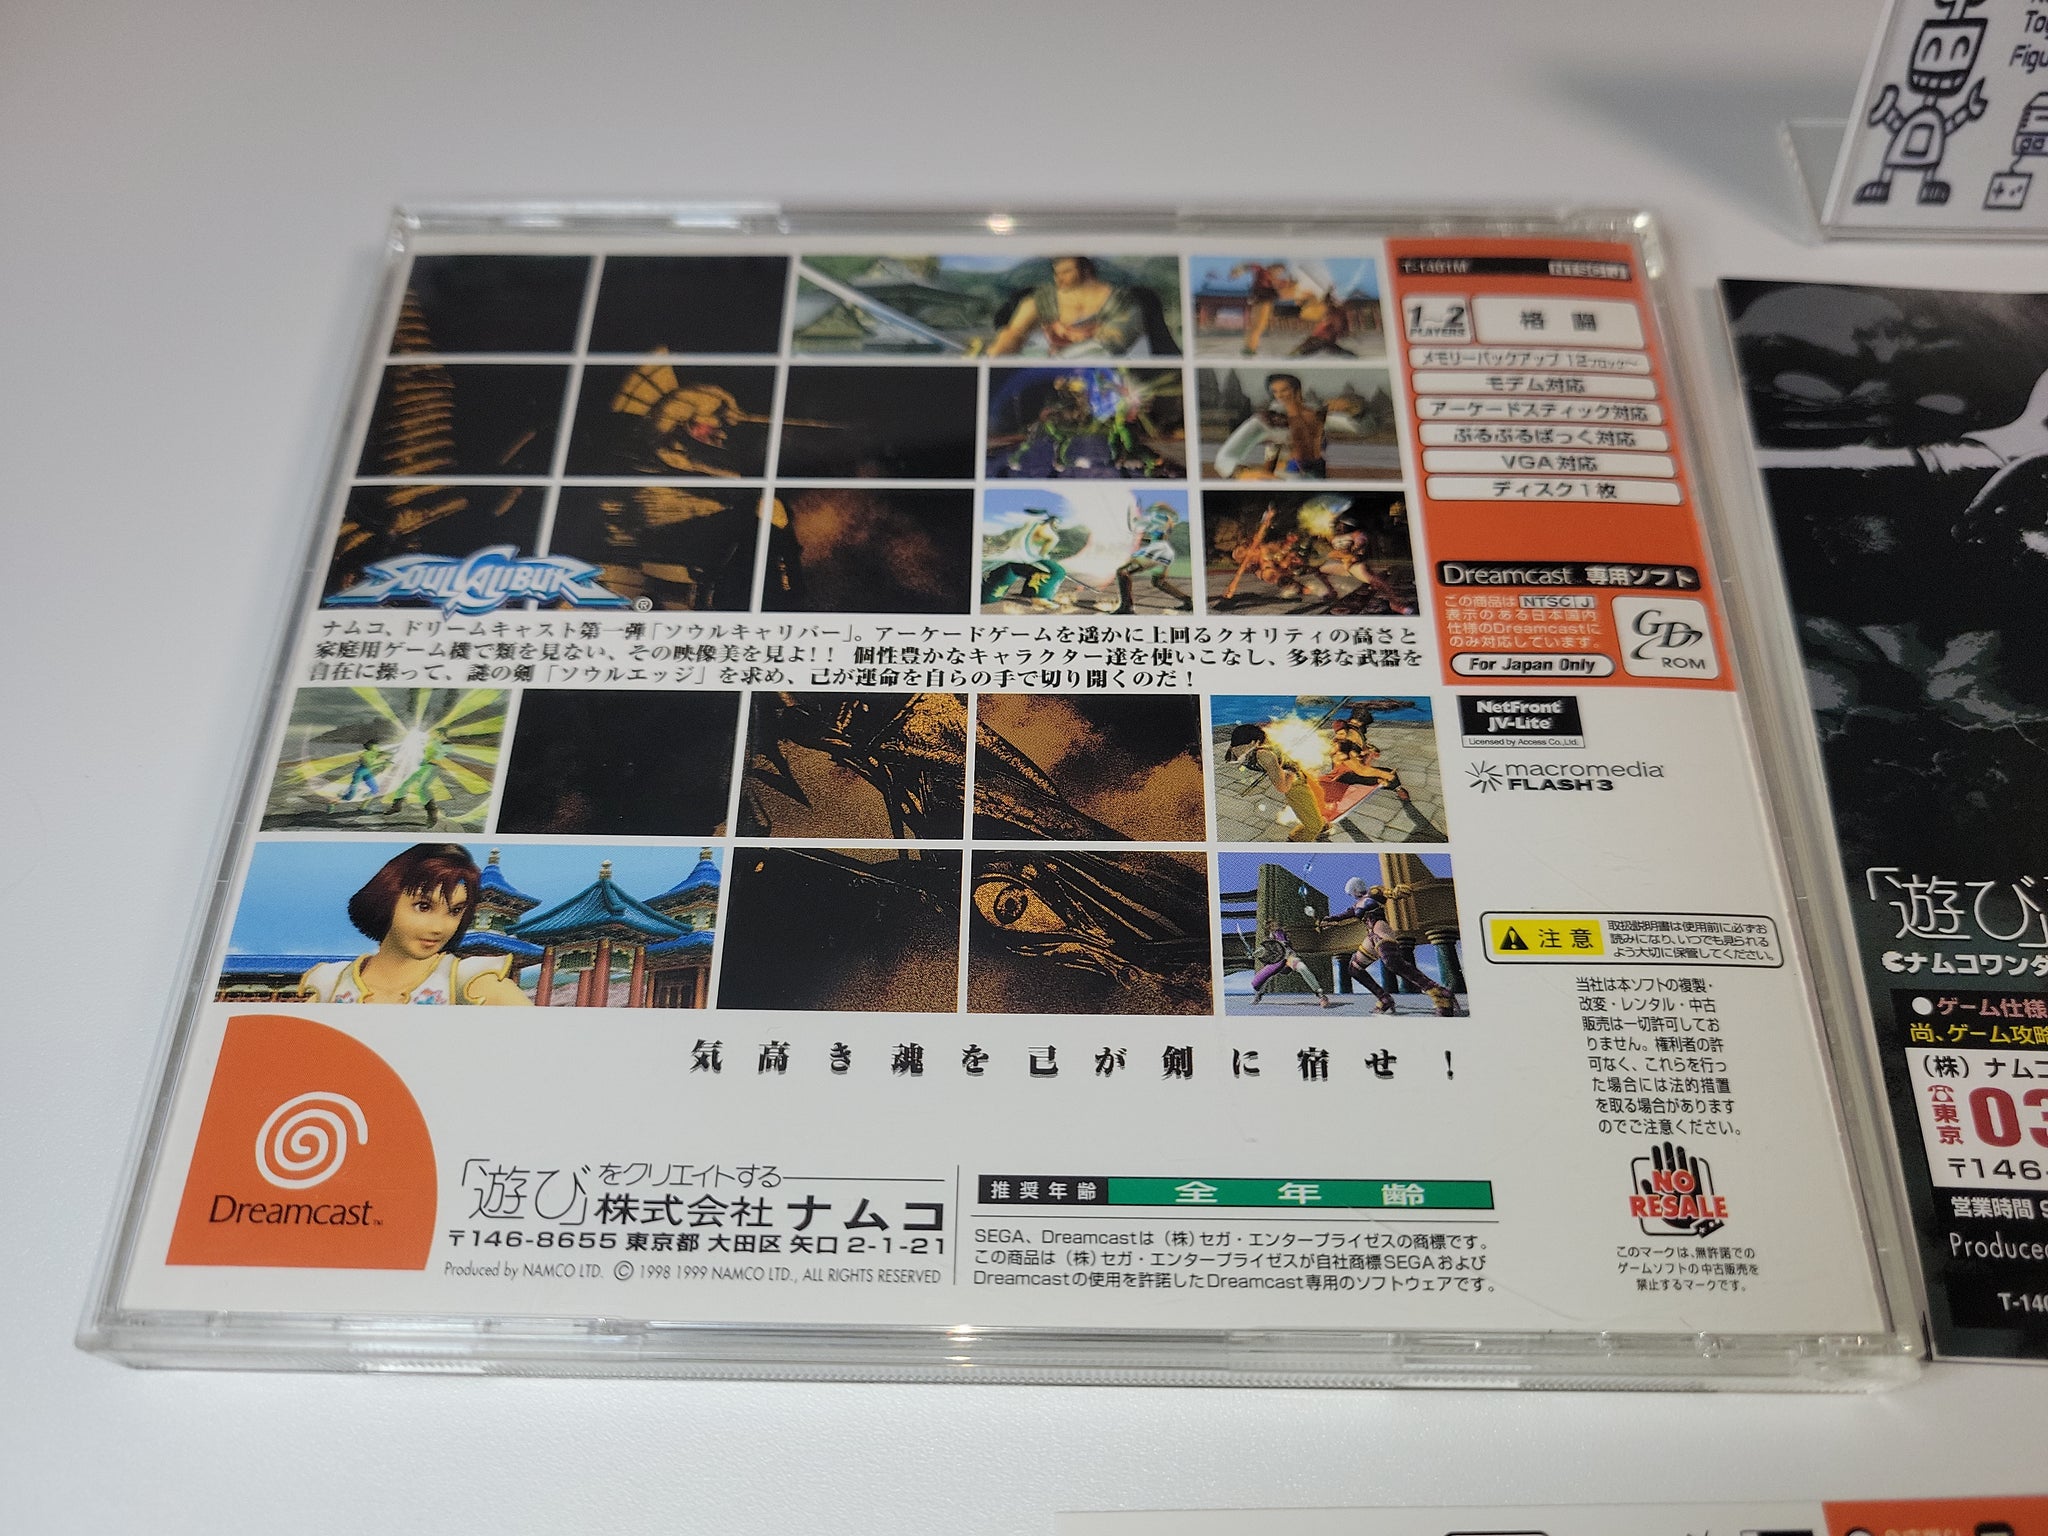 T-1401M
NTSC J
1~2
PLAYERS
格闘
メモリーバックアップ 12ブロック〜
モデム対応
アーケードスティック対応
ぷるぷるぱっく対応
VGA対応
ディスク1枚
Dreamcast 専用ソフト
この商品は NTSC J
表示のある日本国内
仕様のDreamcastに
のみ対応しています。
For Japan Only
GD
ROM
SOULCALIBUR®
ナムコ、ドリームキャスト第一弾「ソウルキャリバー」。アーケードゲームを遥かに上回るクオリティの高さと
家庭用ゲーム機で類を見ない、その映像美を見よ!! 個性豊かなキャラクター達を使いこなし、多彩な武器を
自在に操って、謎の剣「ソウルエッジ」を求め、己が運命を自らの手で切り開くのだ!
NetFront
JV-Lite
Licensed by Access Co.,Ltd.
macromedia
FLASH 3
注意
取扱説明書は使用前に必ずお
読みになり、いつでも見られる
よう大切に保管してください。
当社は本ソフトの複製・
改変・レンタル・中古
販売は一切許可してお
りません。権利者の許
可なく、これらを行っ
た場合には法的措置
を取る場合があります
のでご注意ください。
NO
RESALE
このマークは、無許諾での
ゲームソフトの中古販売を
禁止するマークです。
気高き魂を己が剣に宿せ!
Dreamcast™
「遊び」をクリエイトする
株式会社ナムコ
〒146-8655 東京都 大田区 矢口 2-1-21
Produced by NAMCO LTD. © 1998 1999 NAMCO LTD., ALL RIGHTS RESERVED
推奨年齢 全年齢
SEGA、Dreamcastは(株)セガ・エンタープライゼスの商標です。
この商品は(株)セガ・エンタープライゼスが自社商標SEGAおよび
Dreamcastの使用を許諾したDreamcast専用のソフトウェアです。
「遊び」
ナムコワンダ
●ゲーム仕様
尚、ゲーム攻略
(株)ナムコ
東京
03
〒146-
営業時間 9
Produced
T-140